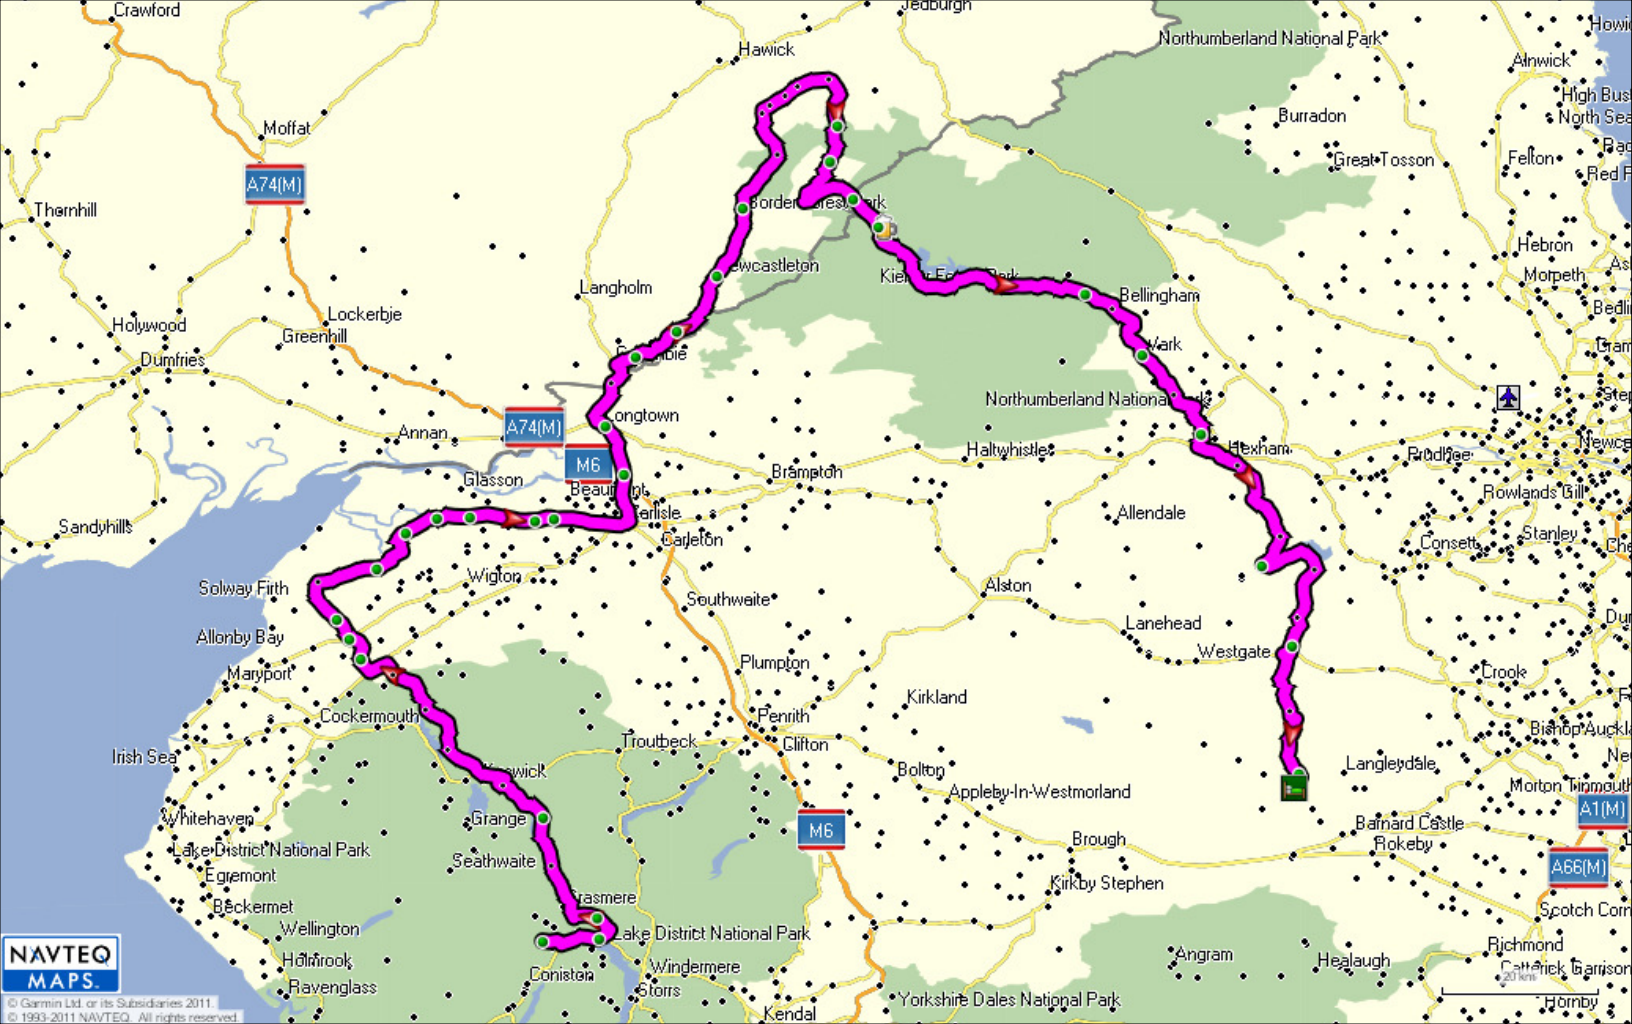 Crawford
Jedburgh
Northumberland National Park
Hawick
Alnwick
Moffat
Burradon
Great Tosson
Felton
A74(M)
Thornhill
Hebron
Morpeth
Langholm
Bellingham
Lockerbie
Holywood
Greenhill
Dumfries
Northumberland National
Longtown
A74(M)
Annan
Haltwhistle
Hexham
Prudhoe
M6
Brampton
Glasson
Rowlands Gill
Sandyhills
Allendale
Carlisle
Carleton
Consett
Stanley
Solway Firth
Wigton
Alston
Southwaite
Allonby Bay
Lanehead
Westgate
Maryport
Plumpton
Crook
Kirkland
Cockermouth
Penrith
Clifton
Troutbeck
Irish Sea
Langleydale
Bolton
Appleby-In-Westmorland
Whitehaven
Grange
M6
A1(M)
Barnard Castle
Brough
Rokeby
Lake District National Park
Seathwaite
A66(M)
Egremont
Kirkby Stephen
Grasmere
Beckermet
Wellington
Lake District National Park
Richmond
Angram
Healaugh
Holmrook
Coniston
Windermere
20 km
Catterick Garrison
Ravenglass
Storrs
Yorkshire Dales National Park
Hornby
Kendal
NAVTEQ
MAPS
© Garmin Ltd. or its Subsidiaries 2011.
© 1993-2011 NAVTEQ. All rights reserved.